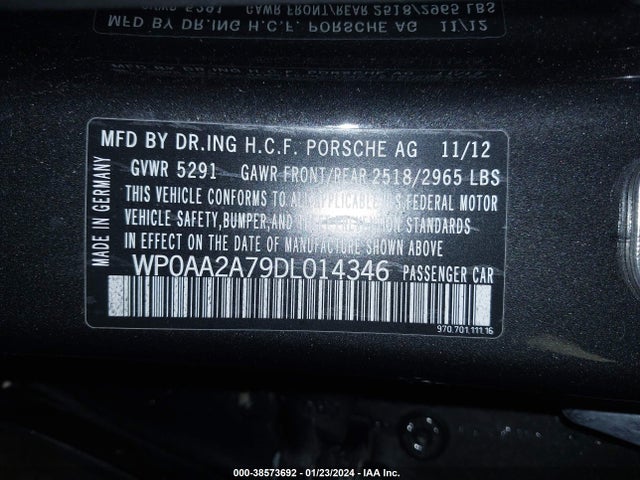 MFD BY DR.ING H.C.F. PORSCHE AG 11/12
GVWR 5291 GAWR FRONT/REAR 2518/2965 LBS
THIS VEHICLE CONFORMS TO ALL APPLICABLE U.S. FEDERAL MOTOR
VEHICLE SAFETY, BUMPER, AND THEFT PREVENTION STANDARDS
IN EFFECT ON THE DATE OF MANUFACTURE SHOWN ABOVE.
WP0AA2A79DL014346 PASSENGER CAR
970.701.111.16
MADE IN GERMANY
000-38573692 - 01/23/2024 - IAA Inc.